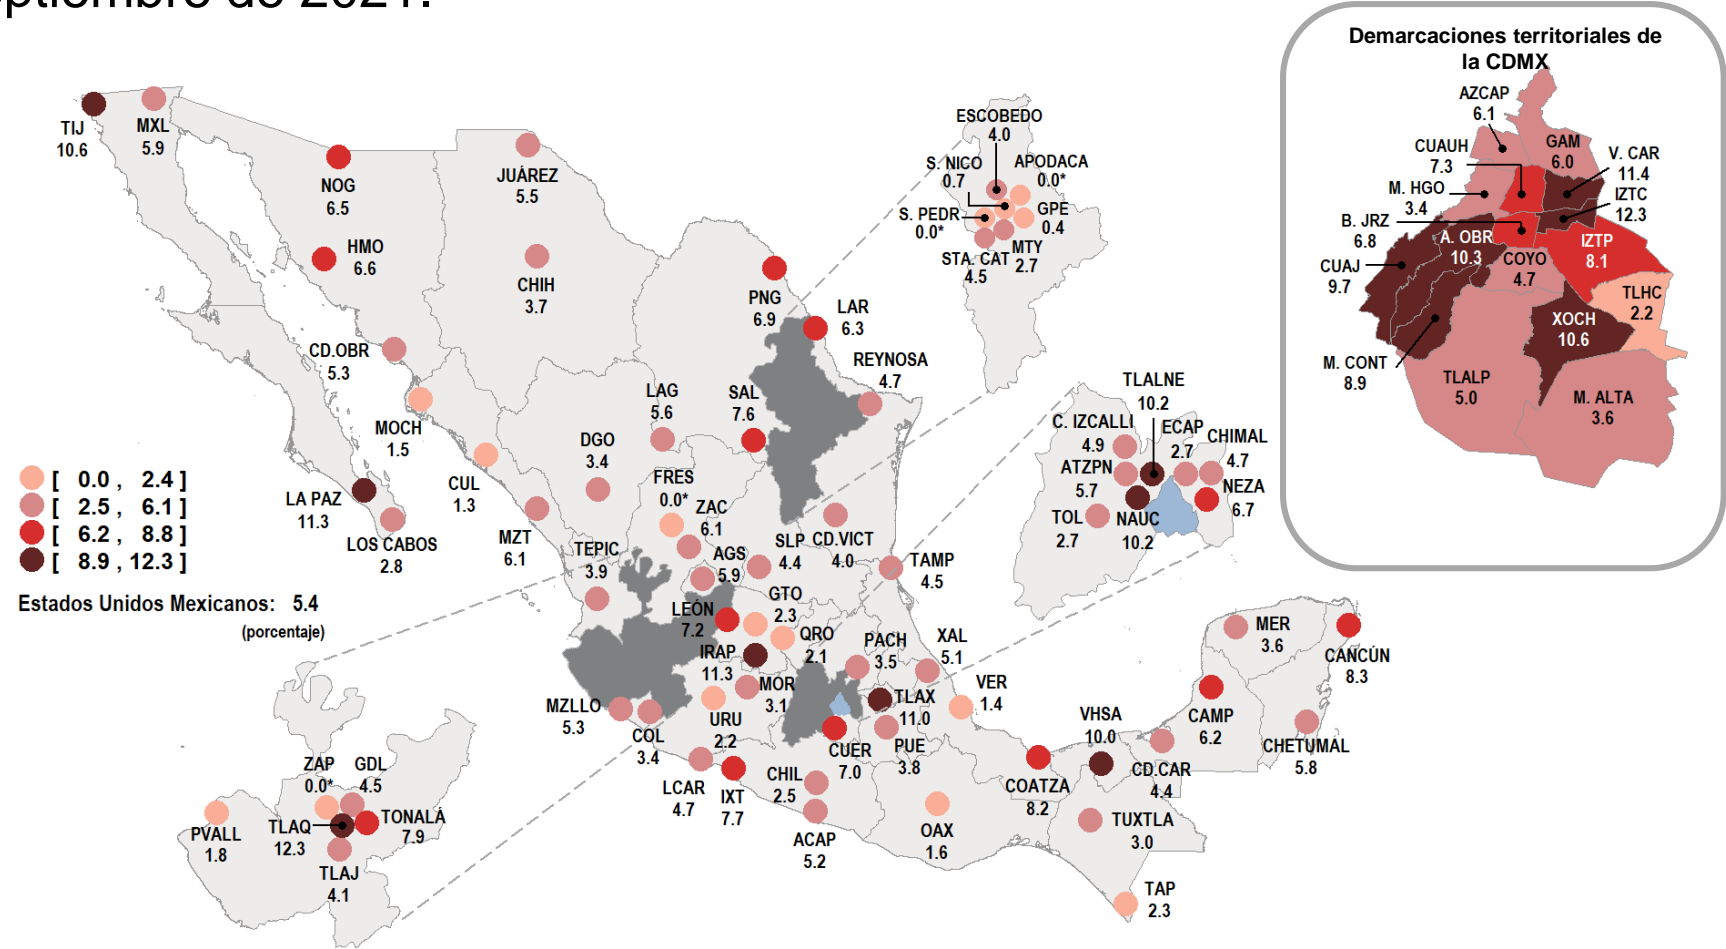 eptiembre de 2021.
Demarcaciones territoriales de
la CDMX
AZCAP
6.1
CUAUH
7.3
GAM
6.0
V. CAR
11.4
M. HGO
3.4
IZTC
12.3
B. JRZ
6.8
A. OBR
10.3
IZTP
8.1
CUAJ
9.7
COYO
4.7
TLHC
2.2
XOCH
10.6
M. CONT
8.9
TLALP
5.0
M. ALTA
3.6
TIJ
10.6
MXL
5.9
NOG
6.5
HMO
6.6
JUÁREZ
5.5
CHIH
3.7
ESCOBEDO
4.0
S. NICO
0.7
APODACA
0.0*
S. PEDR
0.0*
GPE
0.4
STA. CAT
4.5
MTY
2.7
PNG
6.9
LAR
6.3
REYNOSA
4.7
CD.OBR
5.3
MOCH
1.5
LAG
5.6
SAL
7.6
DGO
3.4
CUL
1.3
FRES
0.0*
ZAC
6.1
LA PAZ
11.3
LOS CABOS
2.8
MZT
6.1
TEPIC
3.9
AGS
5.9
SLP
4.4
CD.VICT
4.0
TAMP
4.5
TLALNE
10.2
C. IZCALLI
4.9
ECAP
2.7
CHIMAL
4.7
ATZPN
5.7
NEZA
6.7
TOL
2.7
NAUC
10.2
[ 0.0 , 2.4 ]
[ 2.5 , 6.1 ]
[ 6.2 , 8.8 ]
[ 8.9 , 12.3 ]
Estados Unidos Mexicanos: 5.4
(porcentaje)
LEÓN
7.2
GTO
2.3
IRAP
11.3
QRO
2.1
PACH
3.5
XAL
5.1
MER
3.6
CANCÚN
8.3
MZLLO
5.3
COL
3.4
URU
2.2
MOR
3.1
TLAX
11.0
VER
1.4
CUER
7.0
PUE
3.8
VHSA
10.0
CAMP
6.2
CHETUMAL
5.8
CD.CAR
4.4
LCAR
4.7
IXT
7.7
CHIL
2.5
ACAP
5.2
OAX
1.6
COATZA
8.2
TUXTLA
3.0
TAP
2.3
ZAP
0.0*
GDL
4.5
PVALL
1.8
TLAQ
12.3
TONALÁ
7.9
TLAJ
4.1